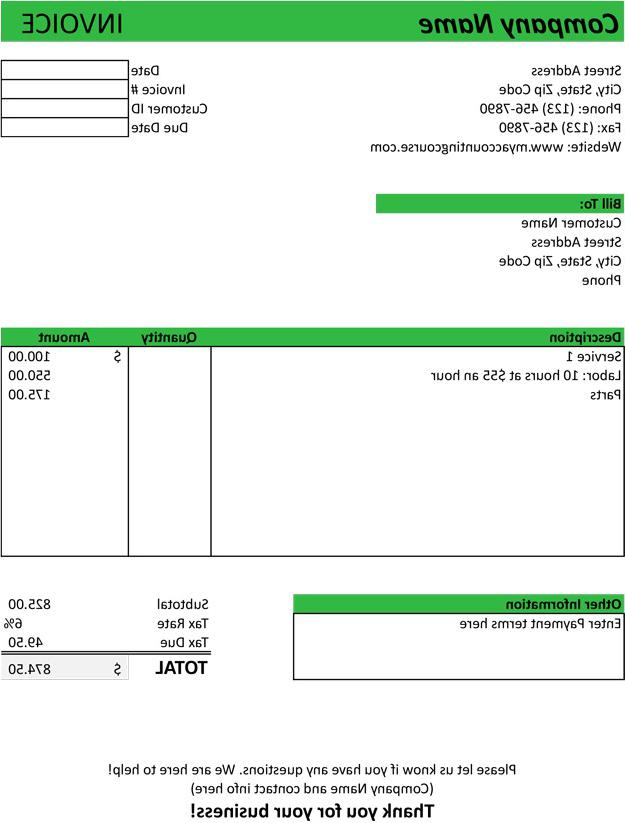 Company Name INVOICE
Street Address Date
City, State, Zip Code Invoice #
Phone: (123) 456-7890 Customer ID
Fax: (123) 456-7890 Due Date
Website: www.myaccountingcourse.com
Bill To:
Customer Name
Street Address
City, State, Zip Code
Phone
Description Quantity Amount
Service 1 $ 100.00
Labor: 10 hours at $55 an hour 550.00
Parts 175.00
Subtotal 825.00
Other Information
Tax Rate 6%
Enter Payment terms here
Tax Due 49.50
TOTAL $ 874.50
Please let us know if you have any questions. We are here to help!
(Company Name and contact info here)
Thank you for your business!